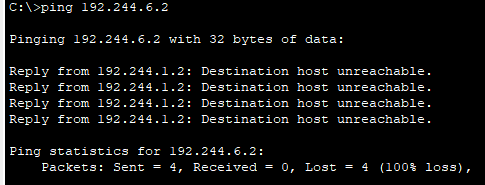 C:\>ping 192.244.6.2
Pinging 192.244.6.2 with 32 bytes of data:
Reply from 192.244.1.2: Destination host unreachable.
Reply from 192.244.1.2: Destination host unreachable.
Reply from 192.244.1.2: Destination host unreachable.
Reply from 192.244.1.2: Destination host unreachable.
Ping statistics for 192.244.6.2:
Packets: Sent = 4, Received = 0, Lost = 4 (100% loss),